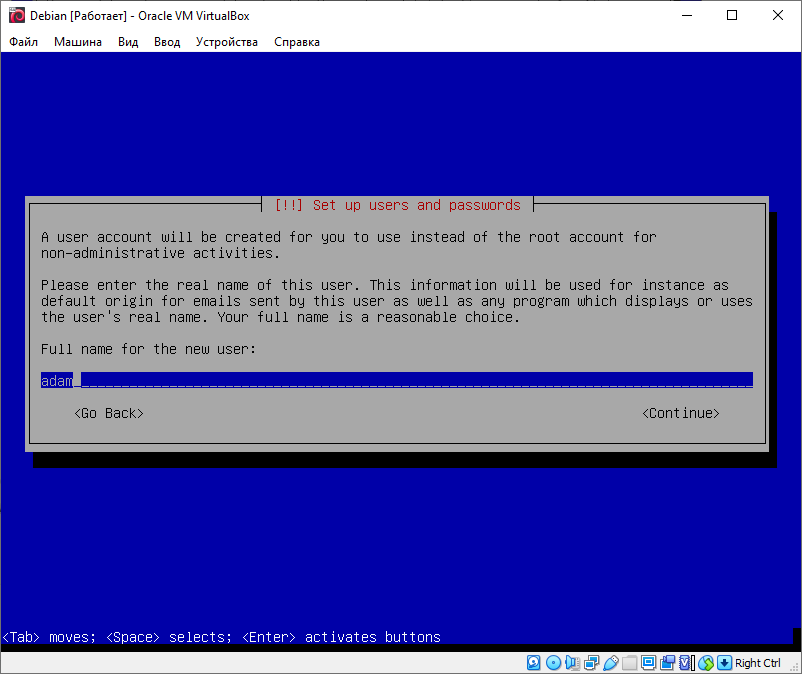 Debian [Работает] - Oracle VM VirtualBox
Файл Машина Вид Ввод Устройства Справка
[!!] Set up users and passwords
A user account will be created for you to use instead of the root account for
non-administrative activities.
Please enter the real name of this user. This information will be used for instance as
default origin for emails sent by this user as well as any program which displays or uses
the user's real name. Your full name is a reasonable choice.
Full name for the new user:
adam
<Go Back> <Continue>
<Tab> moves; <Space> selects; <Enter> activates buttons
Right Ctrl